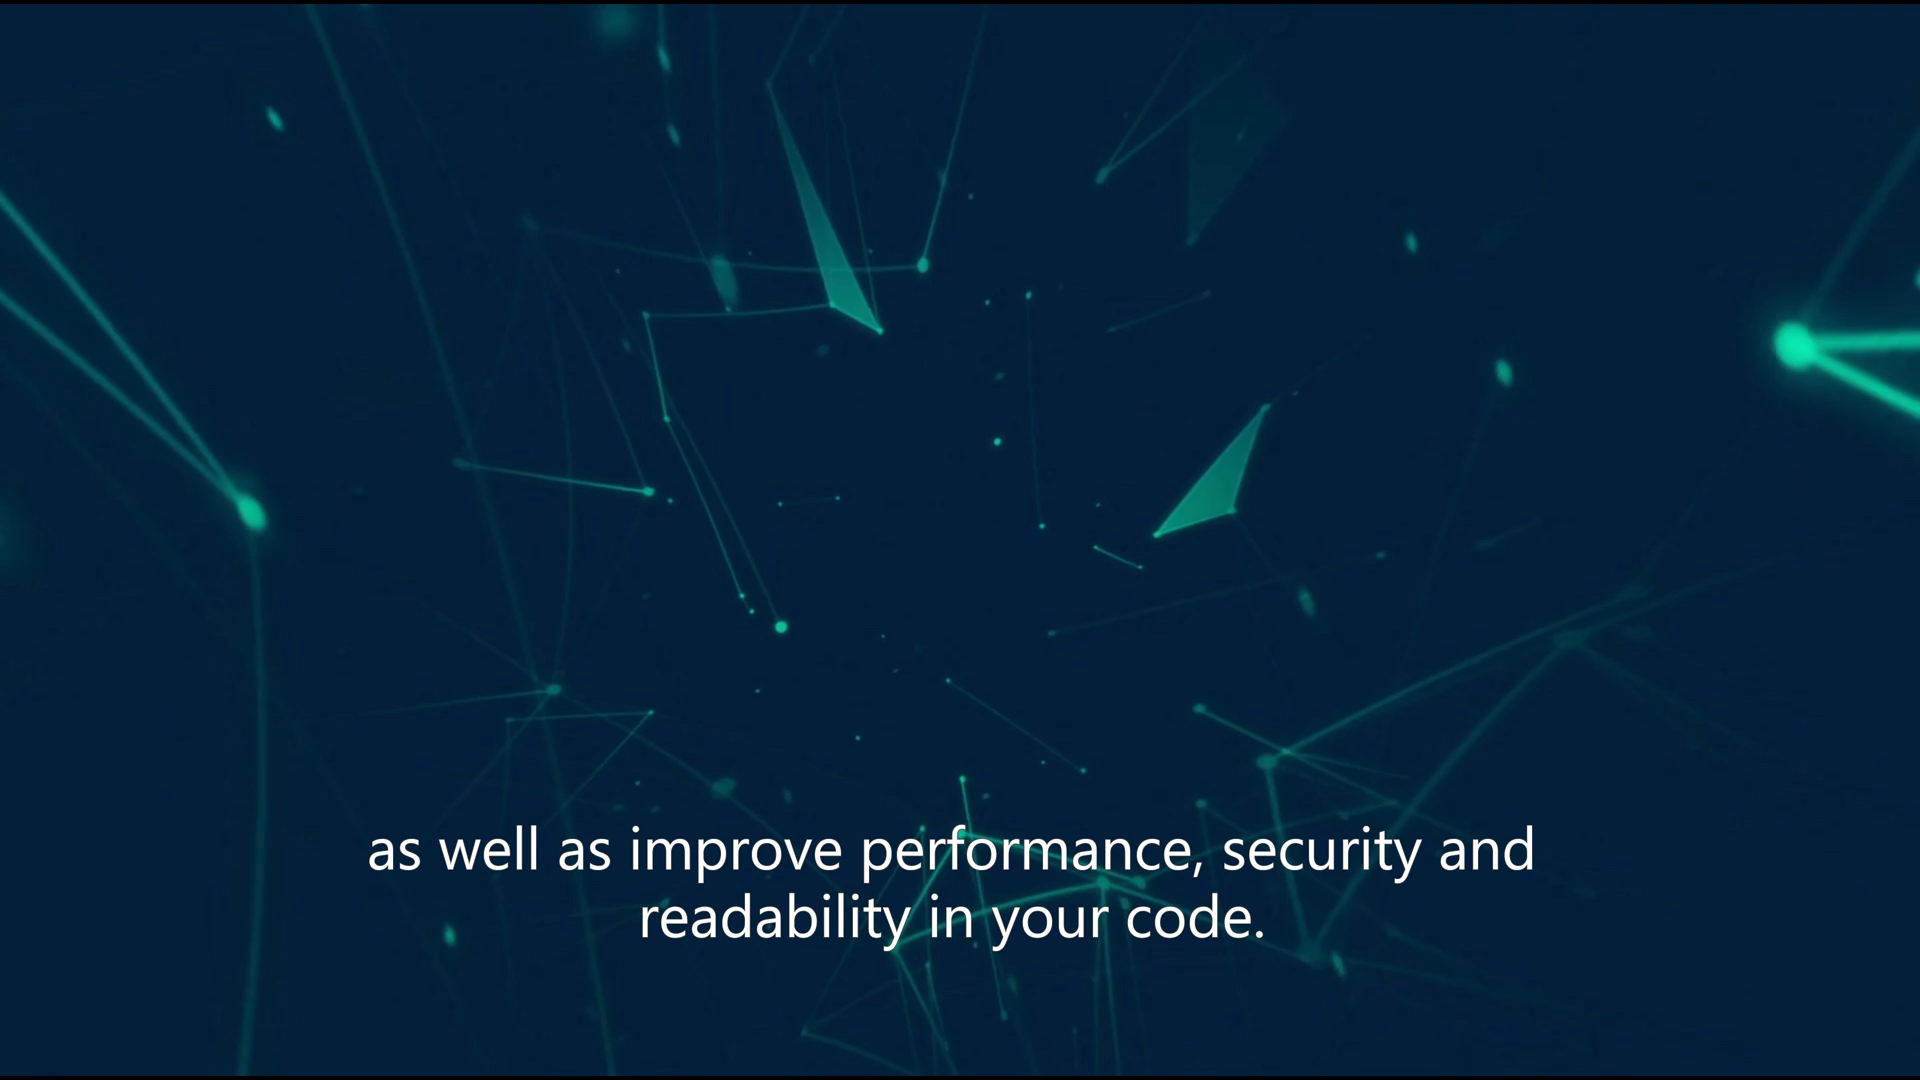 as well as improve performance, security and
readability in your code.